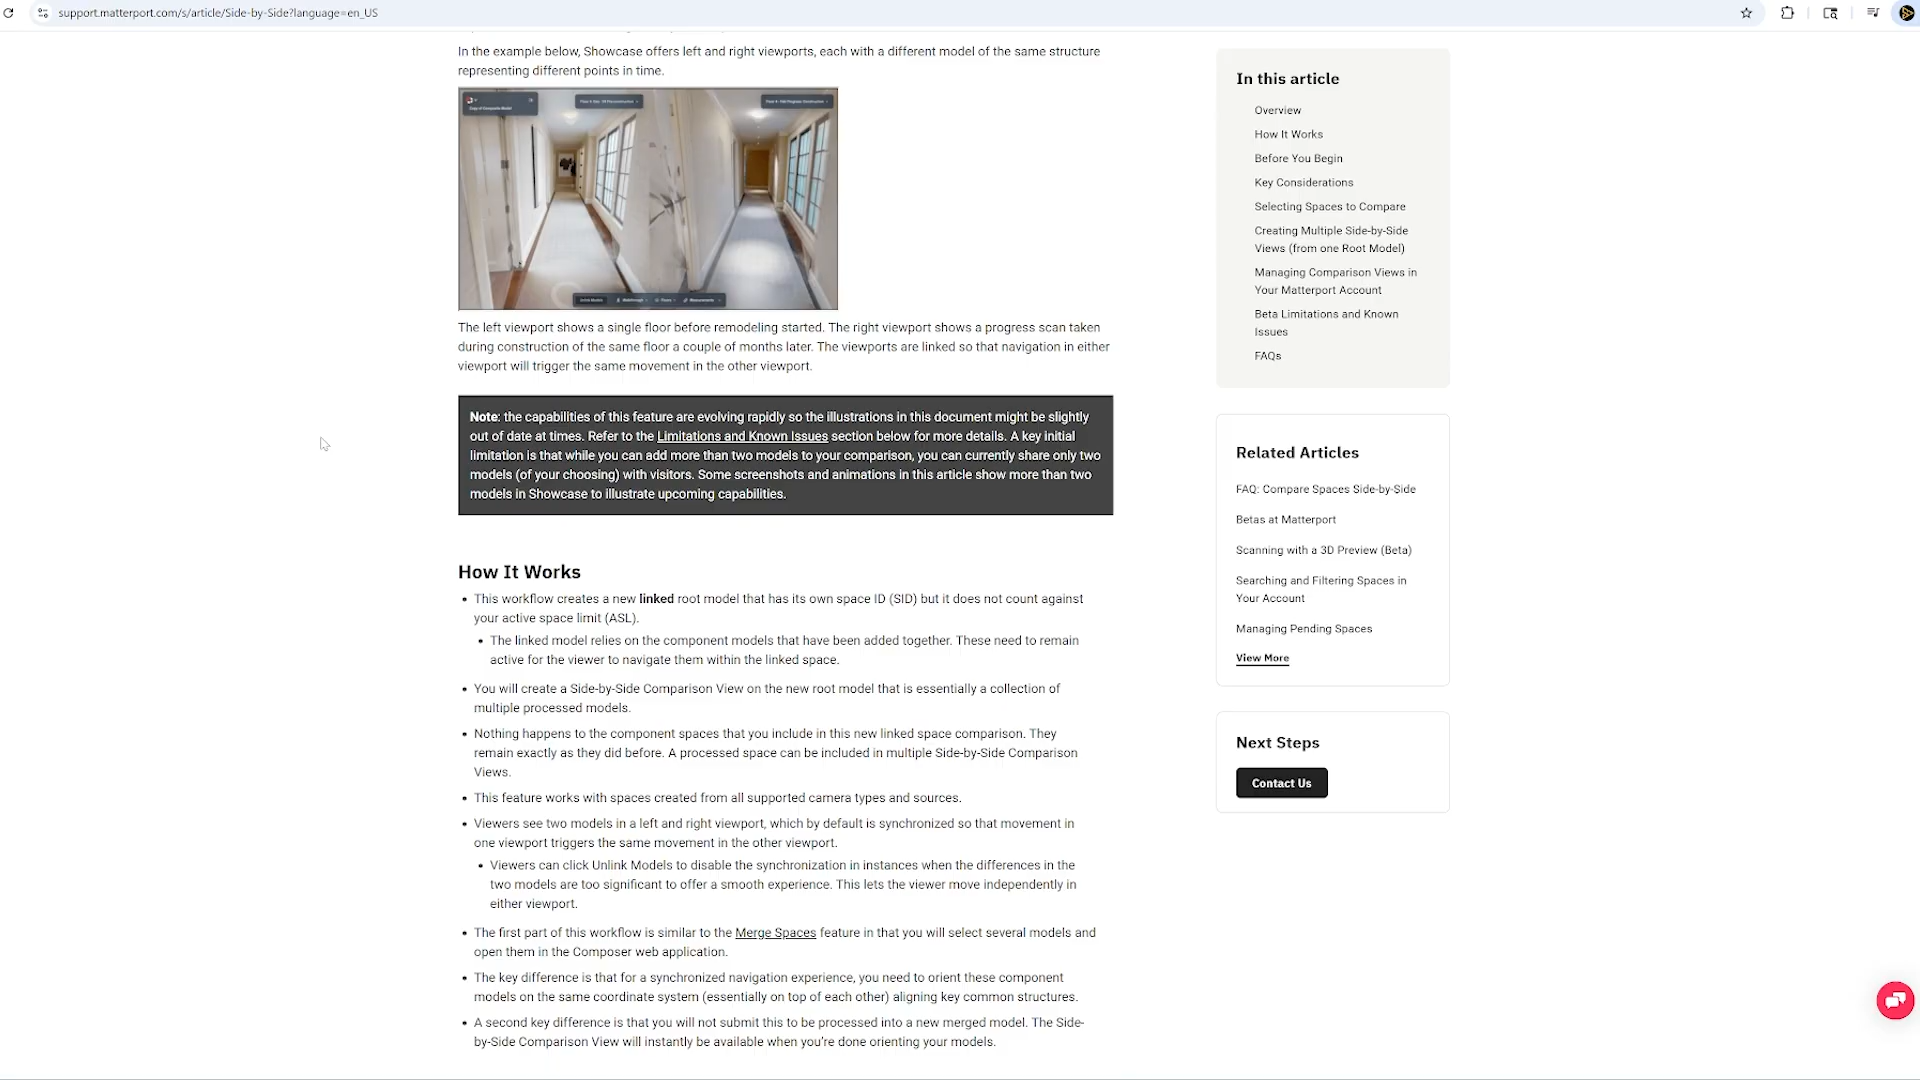 support.matterport.com/s/article/Side-by-Side?language=en_US
In the example below, Showcase offers left and right viewports, each with a different model of the same structure
representing different points in time.
The left viewport shows a single floor before remodeling started. The right viewport shows a progress scan taken
during construction of the same floor a couple of months later. The viewports are linked so that navigation in either
viewport will trigger the same movement in the other viewport.
Note: the capabilities of this feature are evolving rapidly so the illustrations in this document might be slightly
out of date at times. Refer to the Limitations and Known Issues section below for more details. A key initial
limitation is that while you can add more than two models to your comparison, you can currently share only two
models (of your choosing) with visitors. Some screenshots and animations in this article show more than two
models in Showcase to illustrate upcoming capabilities.
How It Works
• This workflow creates a new linked root model that has its own space ID (SID) but it does not count against
your active space limit (ASL).
• The linked model relies on the component models that have been added together. These need to remain
active for the viewer to navigate them within the linked space.
• You will create a Side-by-Side Comparison View on the new root model that is essentially a collection of
multiple processed models.
• Nothing happens to the component spaces that you include in this new linked space comparison. They
remain exactly as they did before. A processed space can be included in multiple Side-by-Side Comparison
Views.
• This feature works with spaces created from all supported camera types and sources.
• Viewers see two models in a left and right viewport, which by default is synchronized so that movement in
one viewport triggers the same movement in the other viewport.
• Viewers can click Unlink Models to disable the synchronization in instances when the differences in the
two models are too significant to offer a smooth experience. This lets the viewer move independently in
either viewport.
• The first part of this workflow is similar to the Merge Spaces feature in that you will select several models and
open them in the Composer web application.
• The key difference is that for a synchronized navigation experience, you need to orient these component
models on the same coordinate system (essentially on top of each other) aligning key common structures.
• A second key difference is that you will not submit this to be processed into a new merged model. The Side-
by-Side Comparison View will instantly be available when you're done orienting your models.
In this article
Overview
How It Works
Before You Begin
Key Considerations
Selecting Spaces to Compare
Creating Multiple Side-by-Side
Views (from one Root Model)
Managing Comparison Views in
Your Matterport Account
Beta Limitations and Known
Issues
FAQs
Related Articles
FAQ: Compare Spaces Side-by-Side
Betas at Matterport
Scanning with a 3D Preview (Beta)
Searching and Filtering Spaces in
Your Account
Managing Pending Spaces
View More
Next Steps
Contact Us